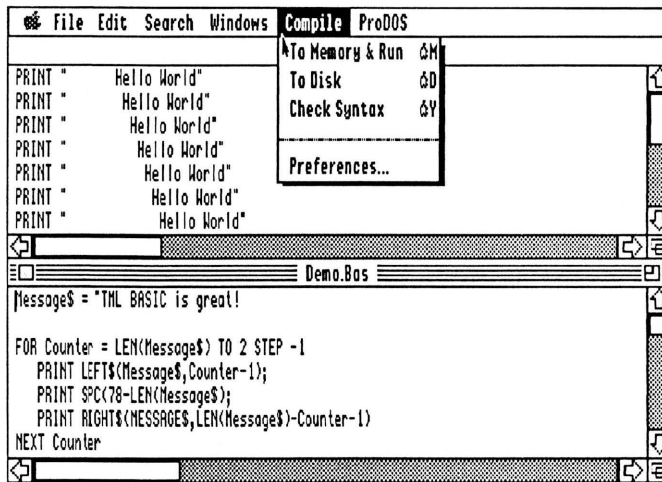 File Edit Search Windows Compile ProDOS
To Memory & Run M
To Disk D
Check Syntax Y
Preferences...
PRINT " Hello World"
PRINT " Hello World"
PRINT " Hello World"
PRINT " Hello World"
PRINT " Hello World"
PRINT " Hello World"
PRINT " Hello World"
Demo.Bas
Message$ = "TML BASIC is great!
FOR Counter = LEN(Message$) TO 2 STEP -1
PRINT LEFT$(Message$,Counter-1);
PRINT SPC(78-LEN(Message$);
PRINT RIGHT$(MESSAGE$,LEN(Message$)-Counter-1)
NEXT Counter